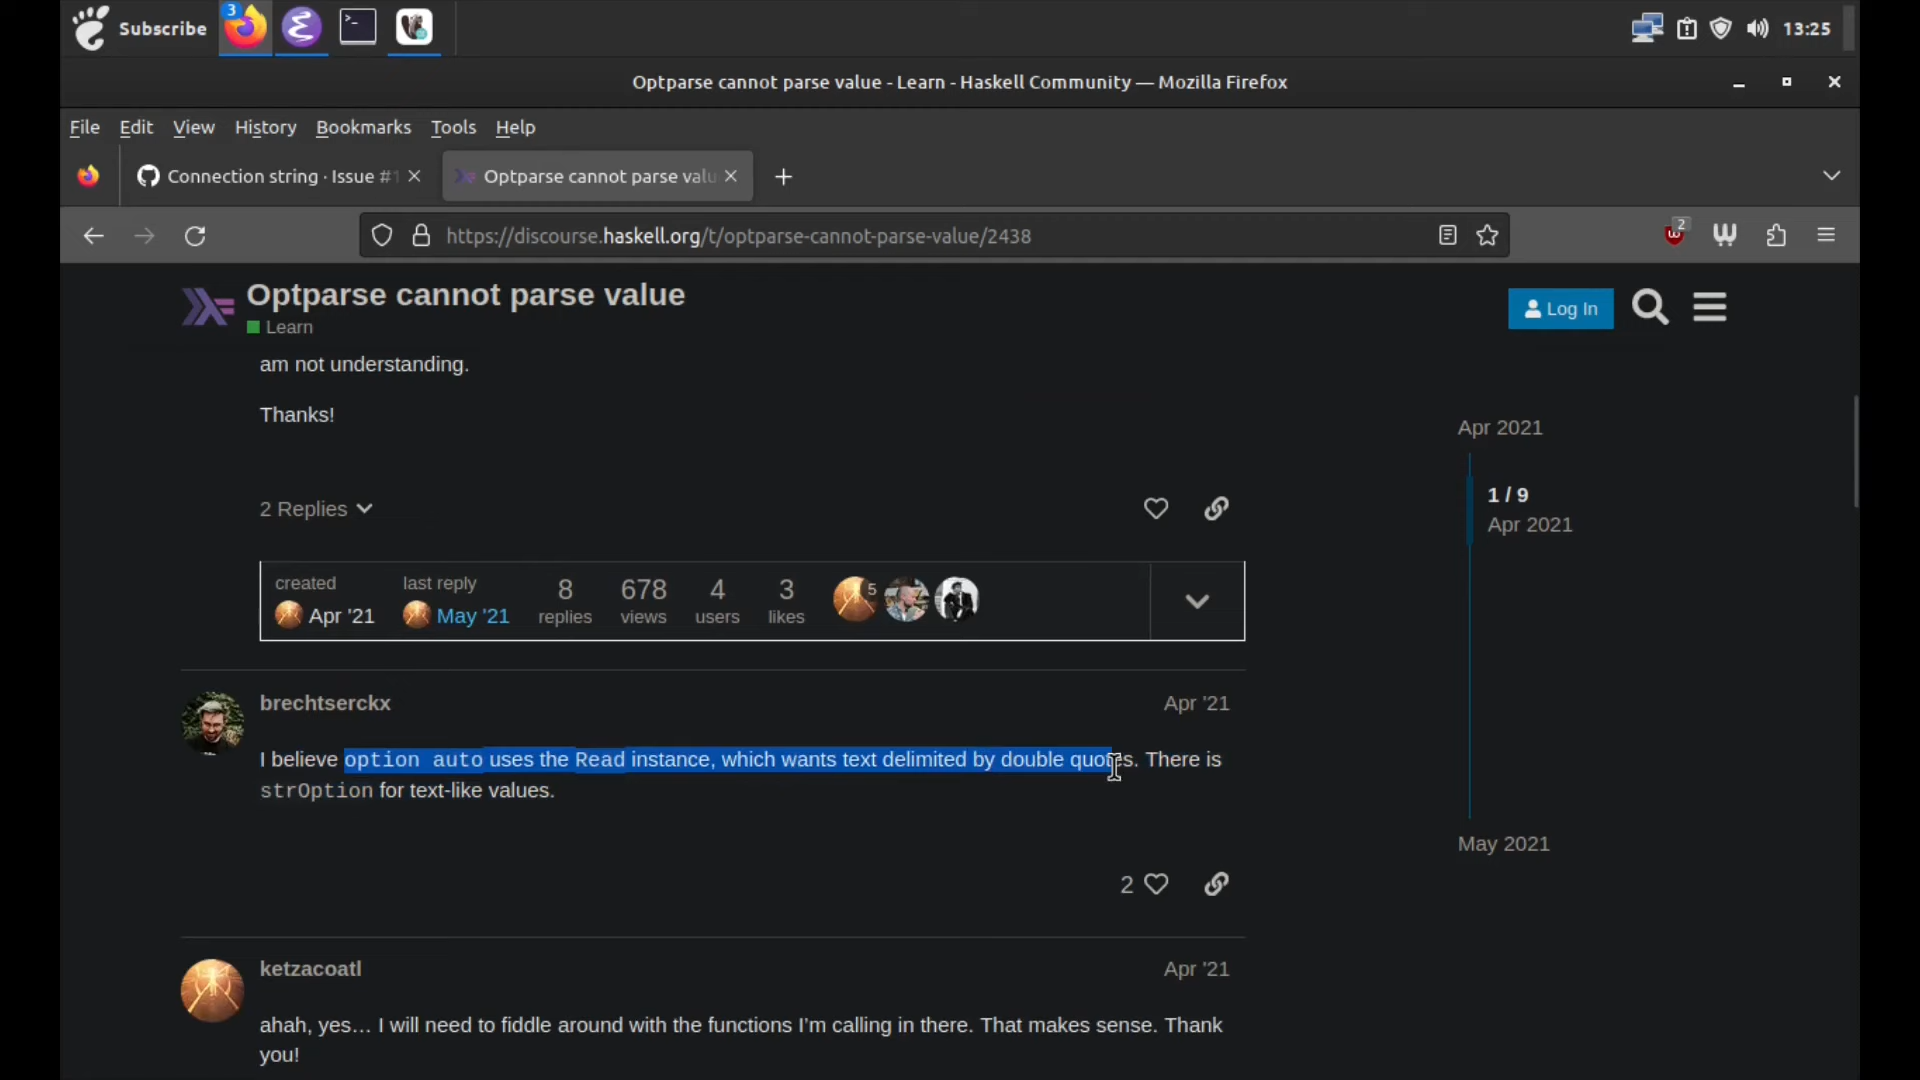 Subscribe
3
13:25
Optparse cannot parse value - Learn - Haskell Community — Mozilla Firefox
File Edit View History Bookmarks Tools Help
Connection string · Issue #1
Optparse cannot parse valu
https://discourse.haskell.org/t/optparse-cannot-parse-value/2438
2
Optparse cannot parse value
Learn
Log In
am not understanding.
Thanks!
2 Replies
created
Apr '21
last reply
May '21
8
replies
678
views
4
users
3
likes
5
Apr 2021
1 / 9
Apr 2021
May 2021
brechtserckx
Apr '21
I believe option auto uses the Read instance, which wants text delimited by double quotes. There is
strOption for text-like values.
2
ketzacoatl
Apr '21
ahah, yes… I will need to fiddle around with the functions I'm calling in there. That makes sense. Thank
you!